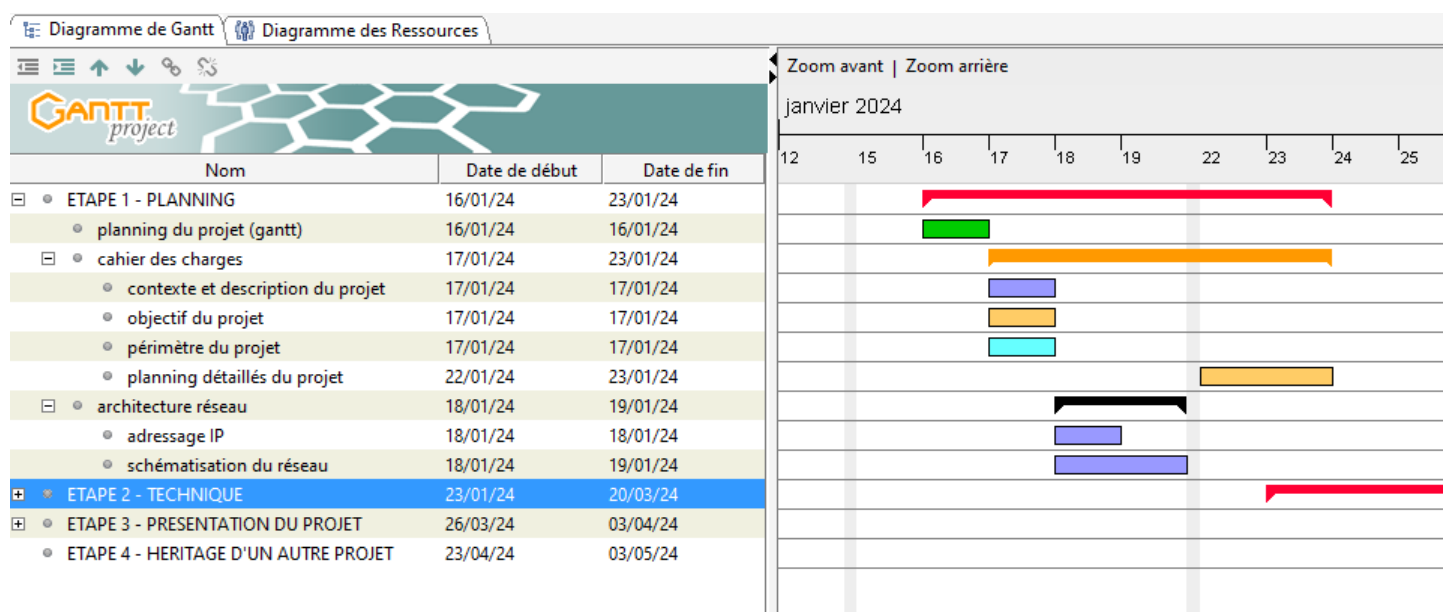 Diagramme de Gantt Diagramme des Ressources
Zoom avant | Zoom arrière
GANTT project
janvier 2024
12 15 16 17 18 19 22 23 24 25
Nom Date de début Date de fin
ETAPE 1 - PLANNING 16/01/24 23/01/24
planning du projet (gantt) 16/01/24 16/01/24
cahier des charges 17/01/24 23/01/24
contexte et description du projet 17/01/24 17/01/24
objectif du projet 17/01/24 17/01/24
périmètre du projet 17/01/24 17/01/24
planning détaillés du projet 22/01/24 23/01/24
architecture réseau 18/01/24 19/01/24
adressage IP 18/01/24 18/01/24
schématisation du réseau 18/01/24 19/01/24
ETAPE 2 - TECHNIQUE 23/01/24 20/03/24
ETAPE 3 - PRESENTATION DU PROJET 26/03/24 03/04/24
ETAPE 4 - HERITAGE D'UN AUTRE PROJET 23/04/24 03/05/24